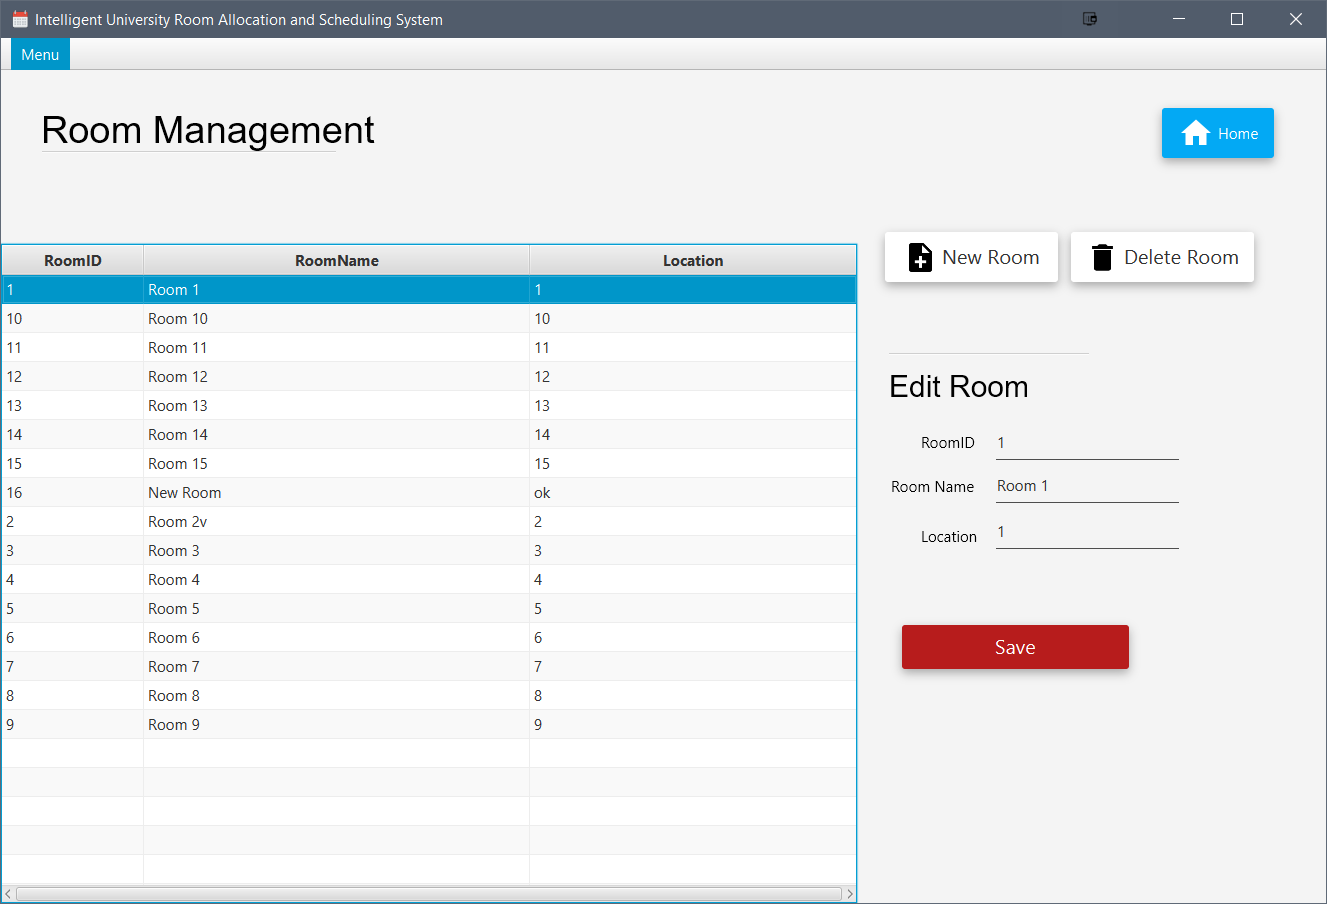 Intelligent University Room Allocation and Scheduling System
Menu
Room Management
Home
New Room
Delete Room
RoomID RoomName Location
1 Room 1 1
10 Room 10 10
11 Room 11 11
12 Room 12 12
13 Room 13 13
14 Room 14 14
15 Room 15 15
16 New Room ok
2 Room 2v 2
3 Room 3 3
4 Room 4 4
5 Room 5 5
6 Room 6 6
7 Room 7 7
8 Room 8 8
9 Room 9 9
Edit Room
RoomID 1
Room Name Room 1
Location 1
Save